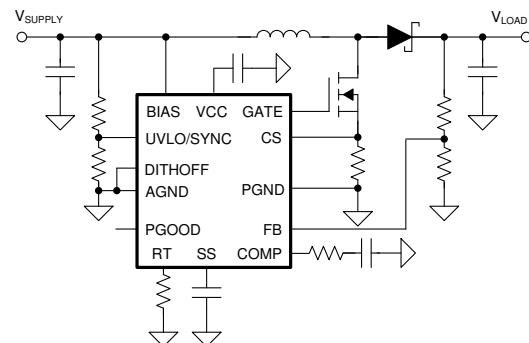 VSUPPLY VLOAD
BIAS VCC GATE
UVLO/SYNC CS
DITHOFF
AGND PGND
PGOOD FB
RT SS COMP